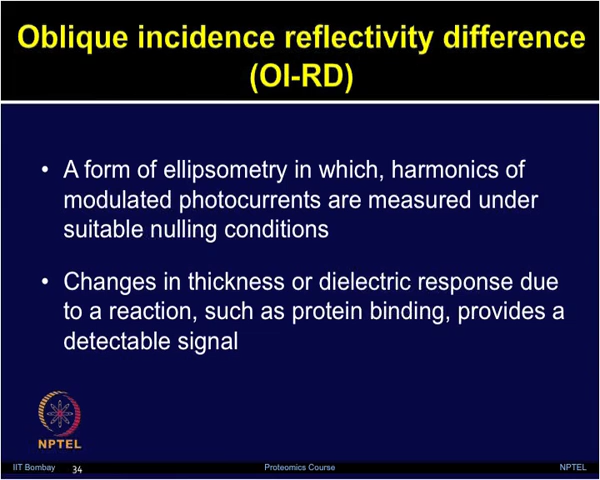 Oblique incidence reflectivity difference
(OI-RD)
• A form of ellipsometry in which, harmonics of
modulated photocurrents are measured under
suitable nulling conditions
• Changes in thickness or dielectric response due
to a reaction, such as protein binding, provides a
detectable signal
NPTEL
IIT Bombay 34 Proteomics Course NPTEL